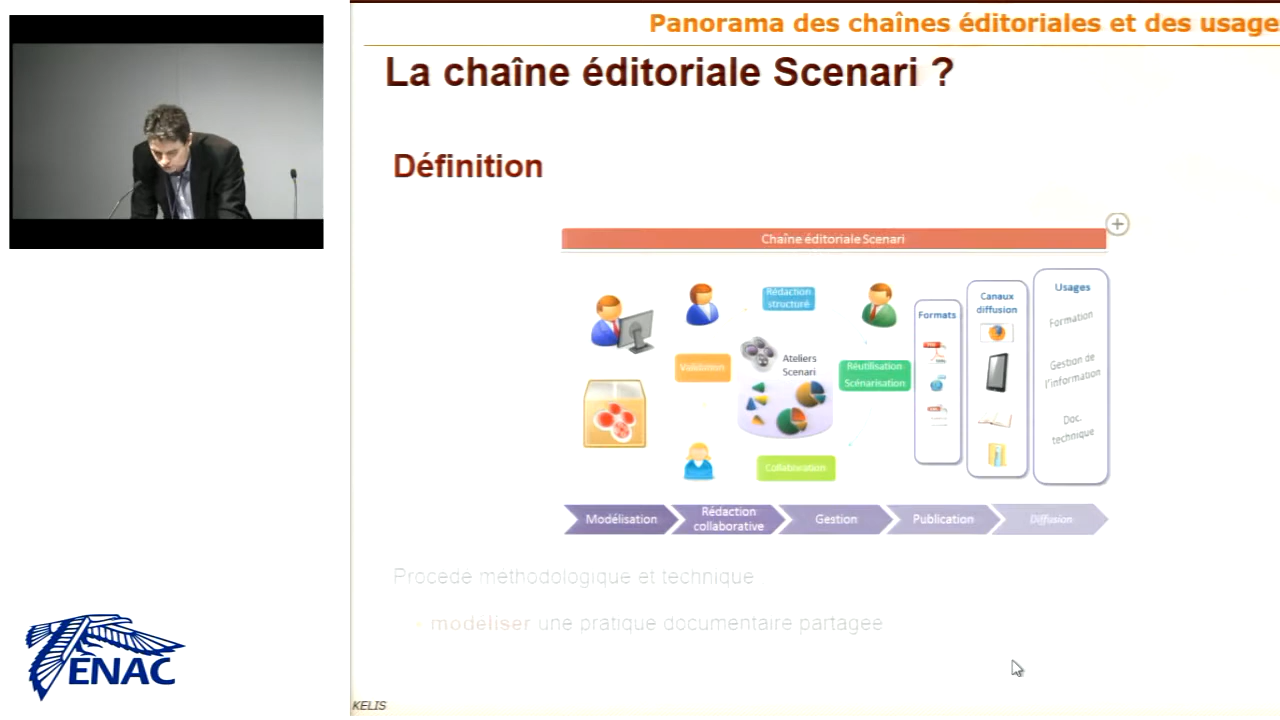 Panorama des chaînes éditoriales et des usage
La chaîne éditoriale Scenari ?
Définition
Chaîne éditoriale Scenari
Rédaction
structuré
Validation
Ateliers
Scenari
Réutilisation
Scénarisation
Collaboration
Formats
Canaux
diffusion
Usages
Formation
Gestion de
l'information
Doc.
technique
Modélisation
Rédaction
collaborative
Gestion
Publication
Diffusion
Procédé méthodologique et technique
modéliser une pratique documentaire partagée
KELIS
ENAC